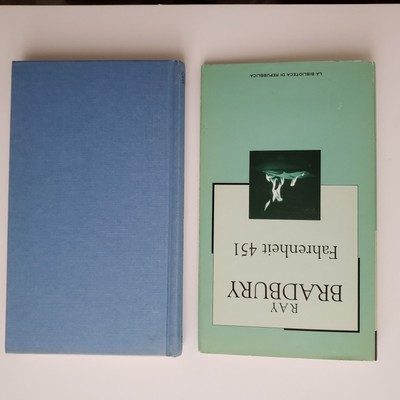 RAY
BRADBURY
Fahrenheit 451
LA BIBLIOTECA DI REPUBBLICA